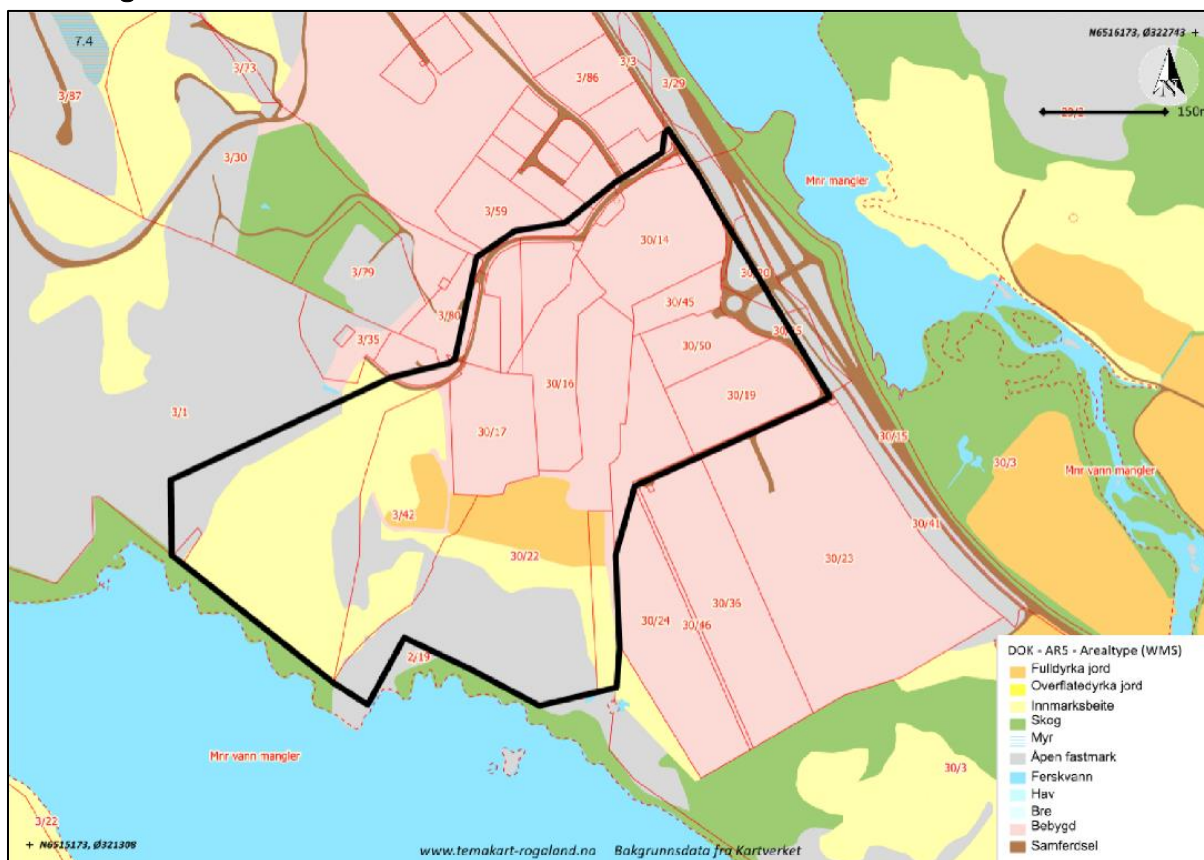 7.4
3/73
3/87
3/30
3/86
3/3
3/29
N6516173, Ø322743 +
N
150m
Mnr mangler
3/59
30/14
3/79
3/80
30/45
3/35
30/50
30/16
30/19
3/1
30/17
30/15
30/3
Mnr vann mangler
30/41
3/42
30/22
30/23
30/36
30/24
30/46
2/19
Mnr vann mangler
30/3
3/22
+ N6515173, Ø321308
www.temakart-rogaland.no Bakgrunnsdata fra Kartverket
DOK - AR5 - Arealtype (WMS)
Fulldyrka jord
Overflatedyrka jord
Innmarksbeite
Skog
Myr
Åpen fastmark
Ferskvann
Hav
Bre
Bebygd
Samferdsel